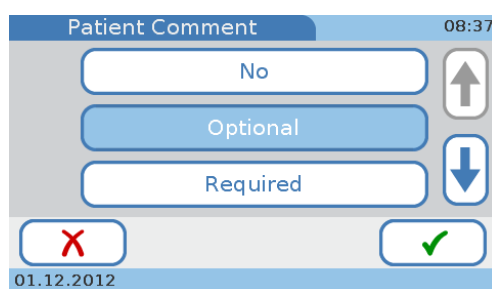 Patient Comment
08:37
No
Optional
Required
01.12.2012